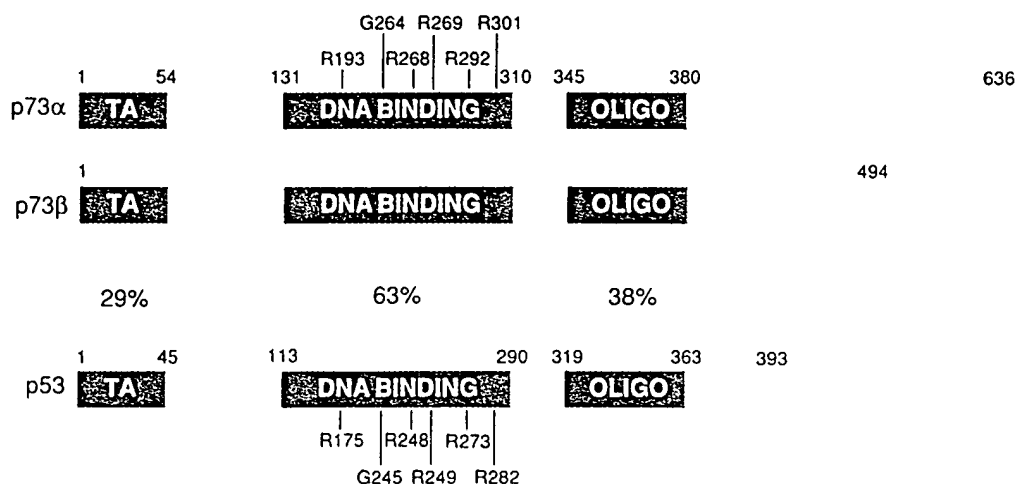 G264 R269 R301
R193 R268 R292
1 54 131 310 345 380 636
p73α TA DNA BINDING OLIGO
1 494
p73β TA DNA BINDING OLIGO
29% 63% 38%
1 45 113 290 319 363 393
p53 TA DNA BINDING OLIGO
R175 R248 R273
G245 R249 R282